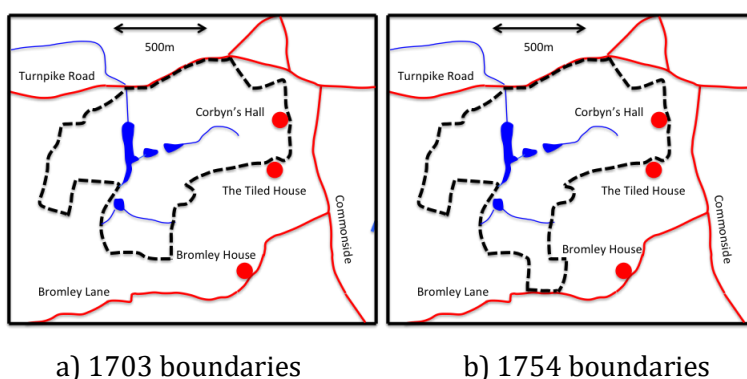 500m
Turnpike Road
Corbyn's Hall
The Tiled House
Commonside
Bromley House
Bromley Lane
500m
Turnpike Road
Corbyn's Hall
The Tiled House
Commonside
Bromley House
Bromley Lane
a) 1703 boundaries
b) 1754 boundaries